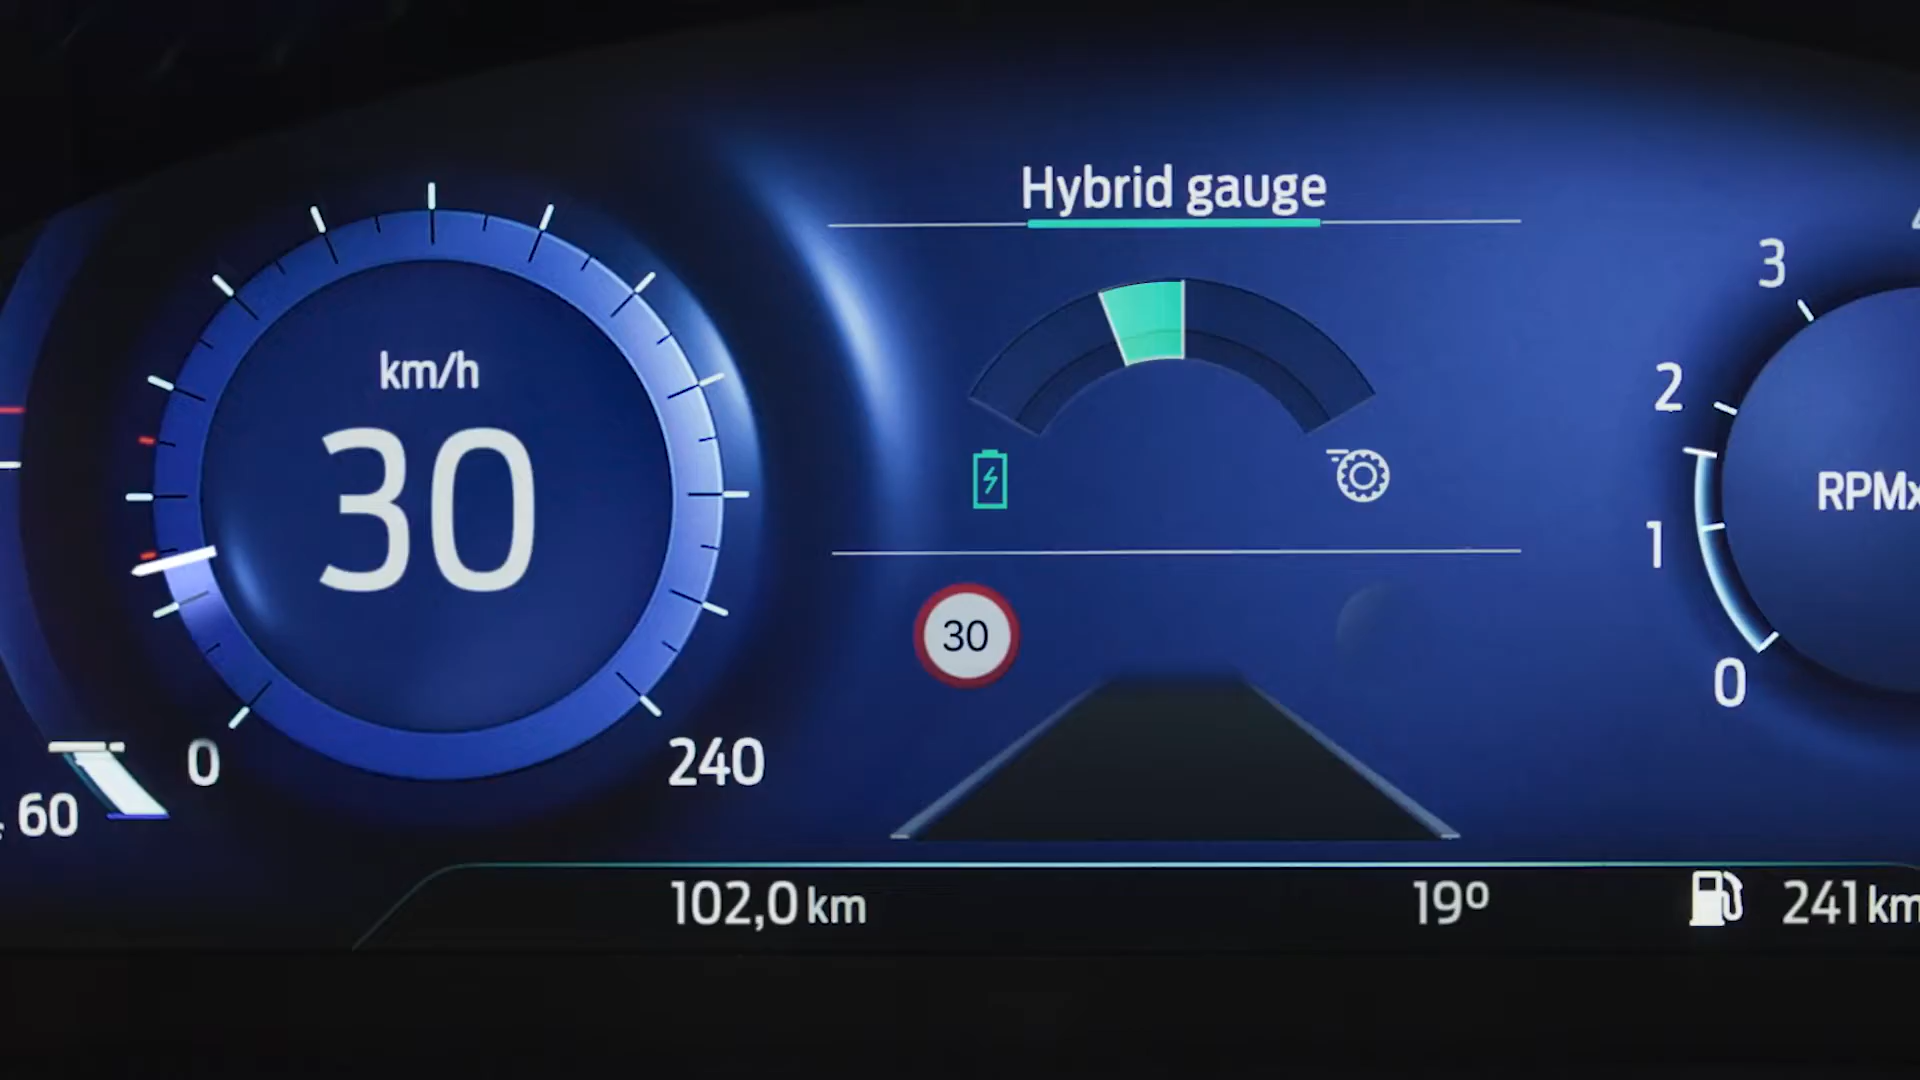 Hybrid gauge
km/h
30
0
240
60
30
3
2
1
0
RPMx
102,0 km
19º
241 km